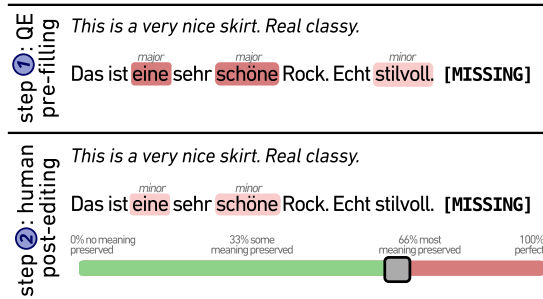 step 1: QE
pre-filling
This is a very nice skirt. Real classy.
major major minor
Das ist eine sehr schöne Rock. Echt stilvoll. [MISSING]
step 2: human
post-editing
This is a very nice skirt. Real classy.
minor minor
Das ist eine sehr schöne Rock. Echt stilvoll. [MISSING]
0% no meaning 33% some 66% most 100%
preserved meaning preserved meaning preserved perfect